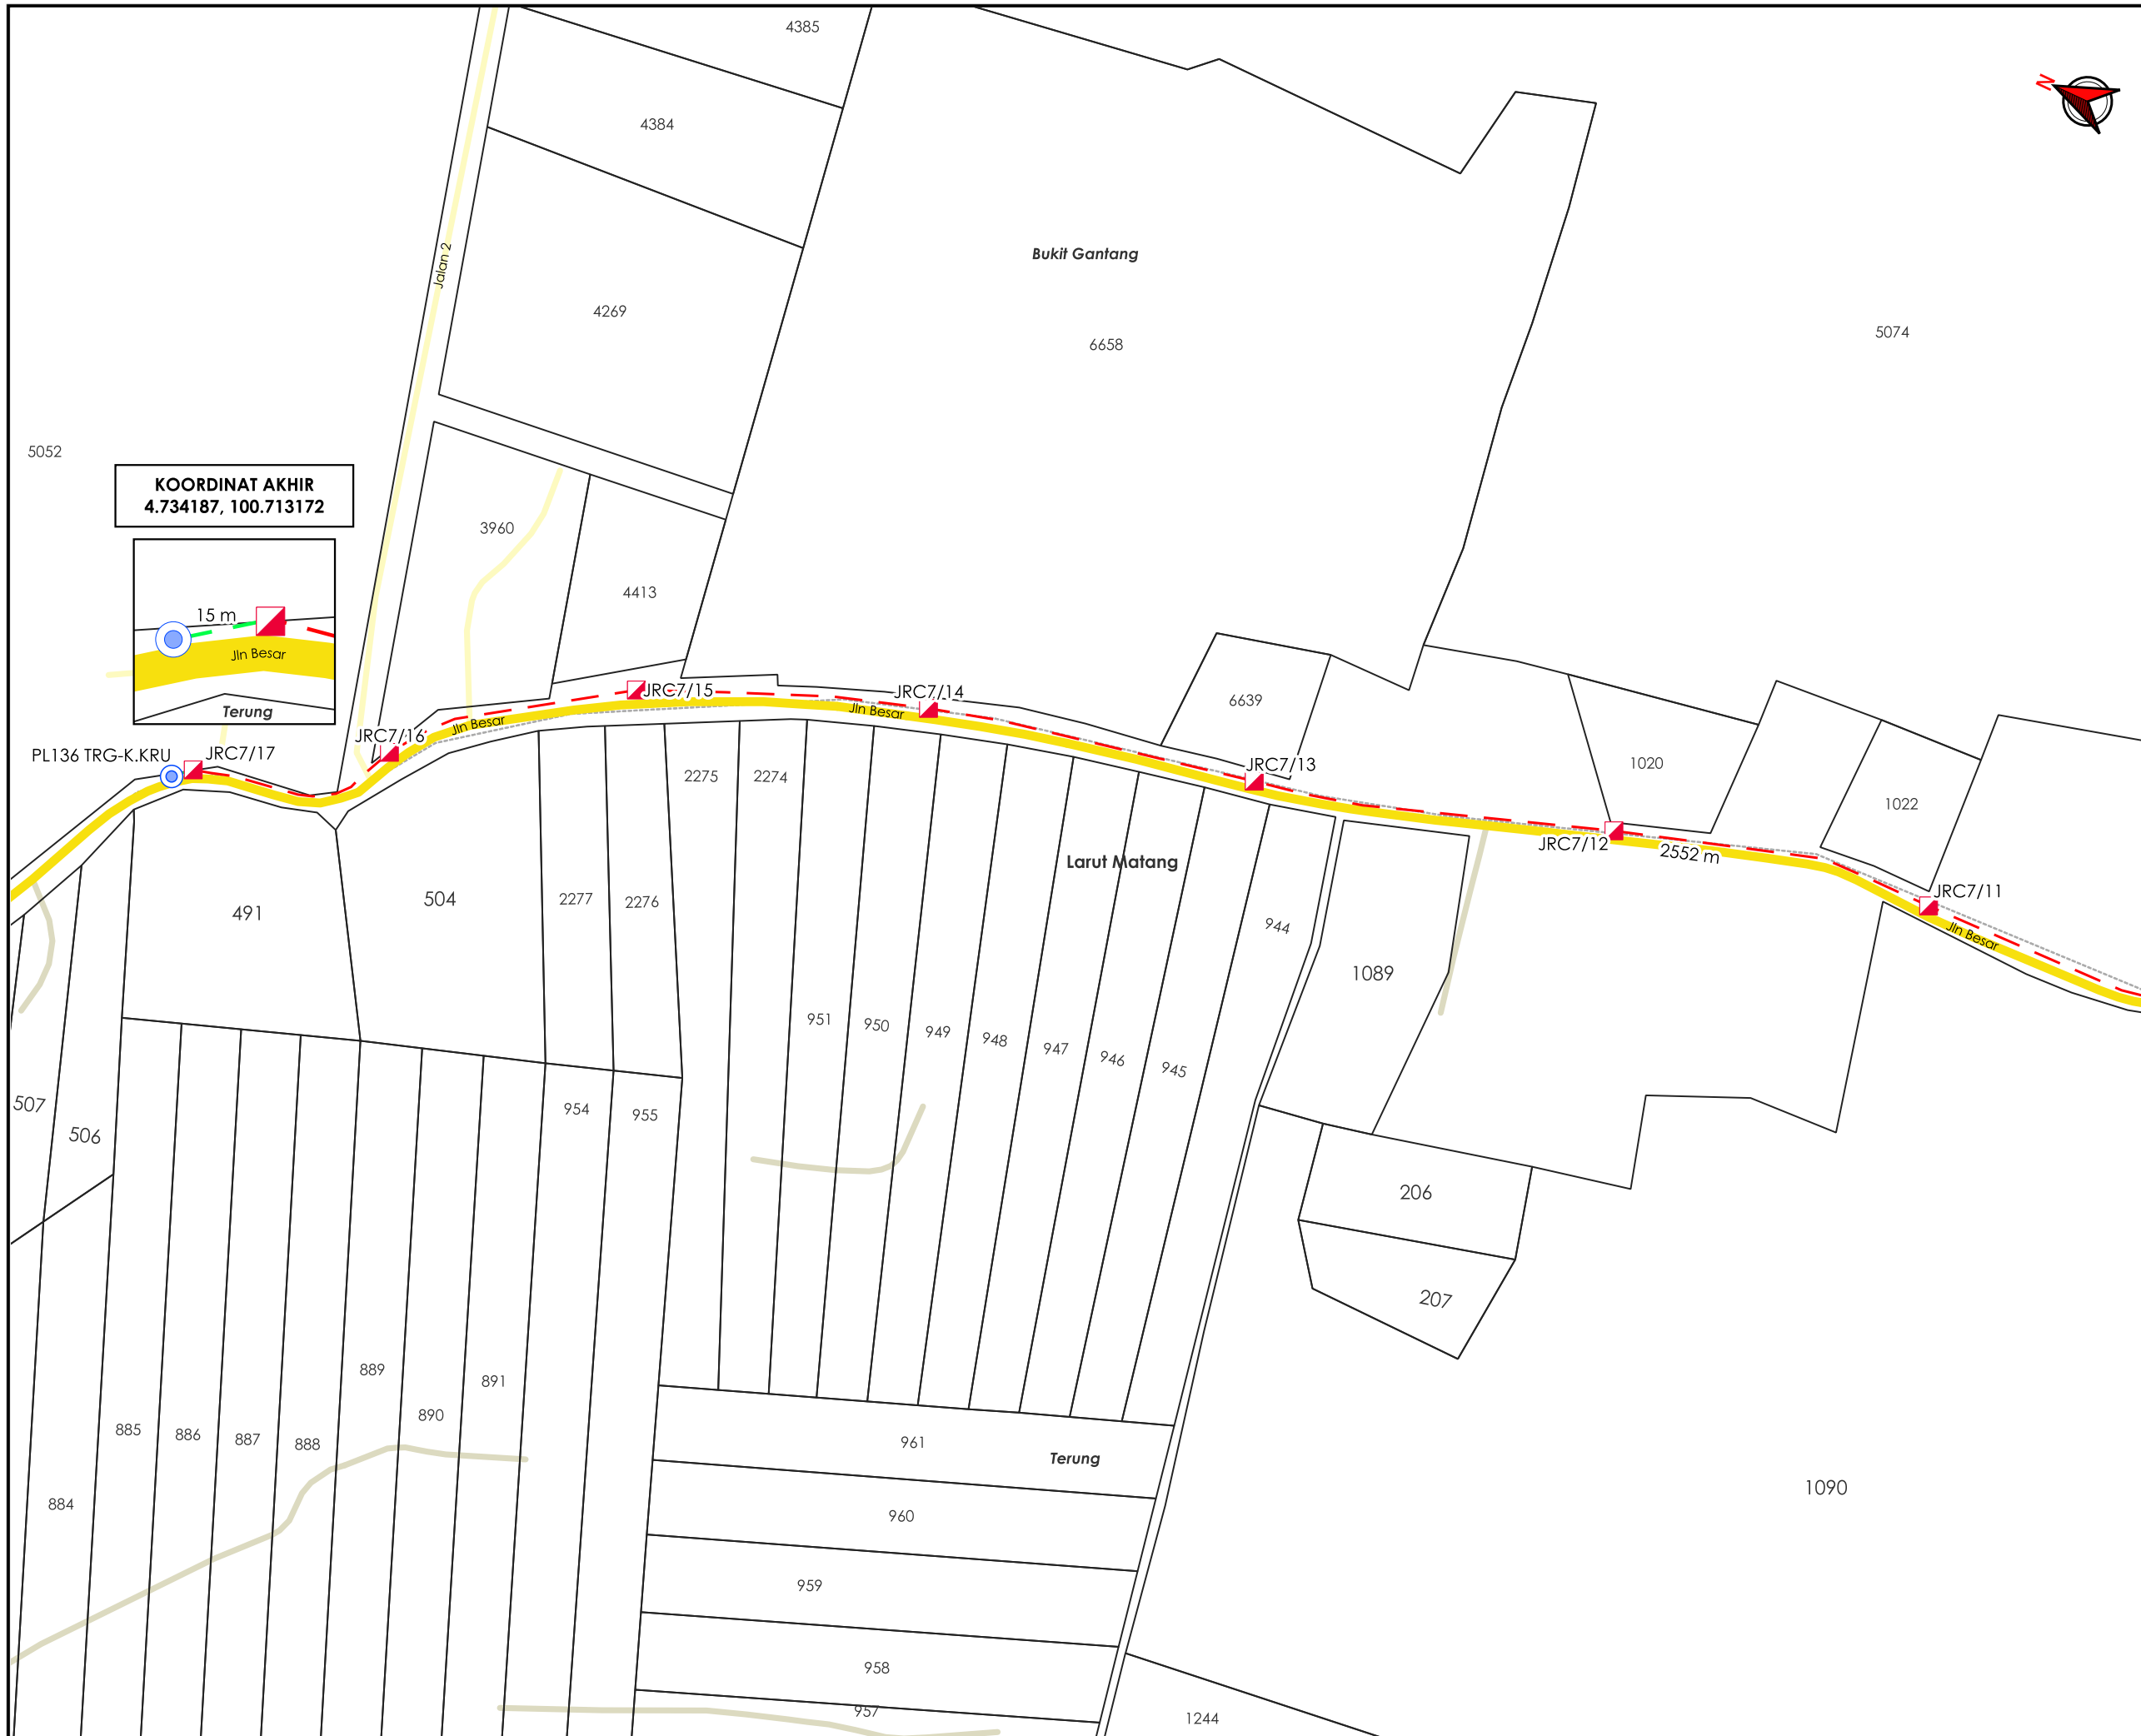 4385
N
4384
Jalan 2
Bukit Gantang
4269
6658
5074
5052
KOORDINAT AKHIR
4.734187, 100.713172
3960
4413
15 m
Jln Besar
Terung
JRC7/15
JRC7/14
Jln Besar
Jln Besar
6639
JRC7/16
PL136 TRG-K.KRU
JRC7/17
2275
2274
JRC7/13
1020
1022
JRC7/12
2552 m
Larut Matang
JRC7/11
Jln Besar
491
504
2277
2276
944
1089
951
950
949
948
947
946
945
507
506
954
955
206
207
889
891
890
885
886
887
888
884
961
Terung
960
1090
959
958
957
1244